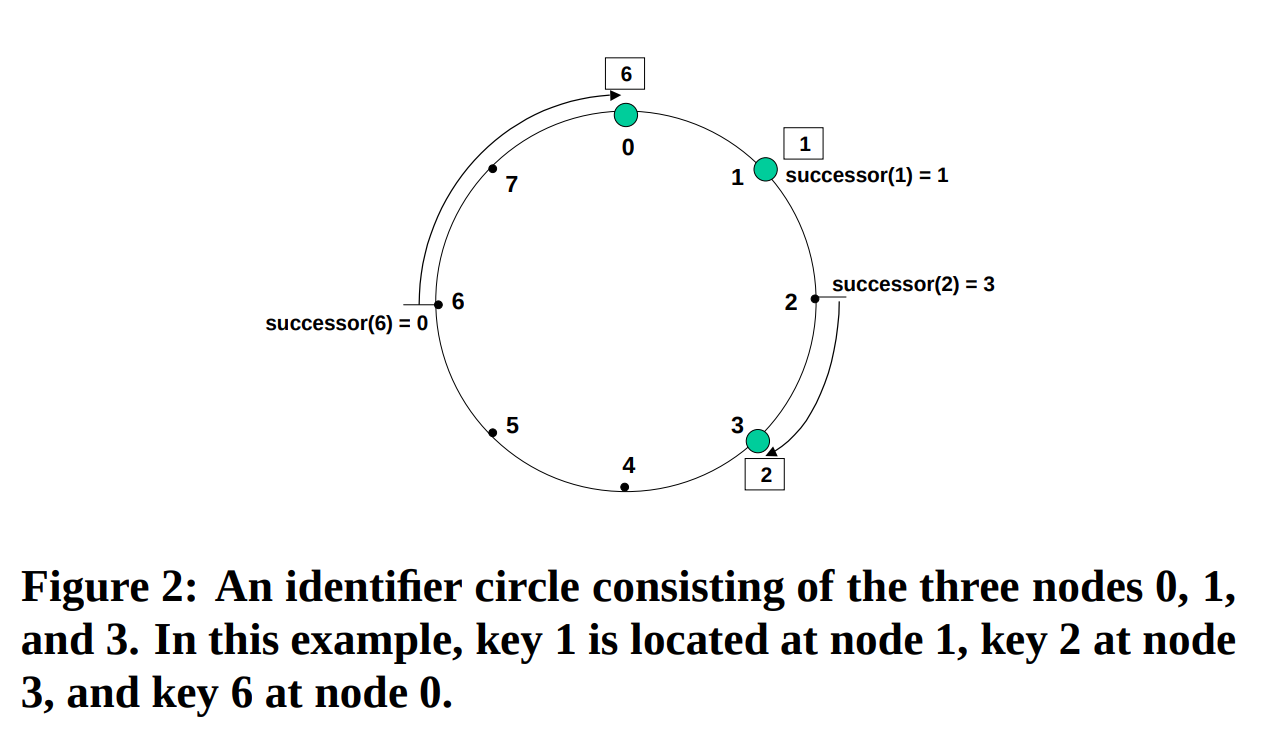 6
0
1
1
successor(1) = 1
7
successor(2) = 3
2
6
successor(6) = 0
3
2
5
4
Figure 2: An identifier circle consisting of the three nodes 0, 1,
and 3. In this example, key 1 is located at node 1, key 2 at node
3, and key 6 at node 0.